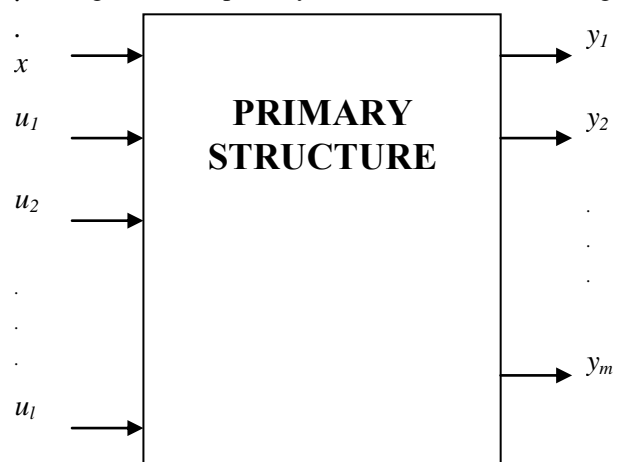 .
x
y1
u1
PRIMARY
y2
STRUCTURE
u2
.
.
.
.
.
.
ym
ul